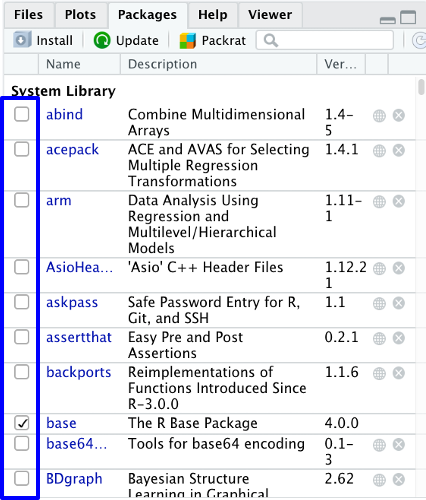 Files Plots Packages Help Viewer
Install Update Packrat
Name Description Ver...
System Library
abind Combine Multidimensional 1.4-
Arrays 5
acepack ACE and AVAS for Selecting 1.4.1
Multiple Regression
Transformations
arm Data Analysis Using 1.11-
Regression and 1
Multilevel/Hierarchical
Models
AsioHea... 'Asio' C++ Header Files 1.12.2
1
askpass Safe Password Entry for R, 1.1
Git, and SSH
assertthat Easy Pre and Post 0.2.1
Assertions
backports Reimplementations of 1.1.6
Functions Introduced Since
R-3.0.0
base The R Base Package 4.0.0
base64... Tools for base64 encoding 0.1-
3
BDgraph Bayesian Structure 2.62
Learning in Graphical